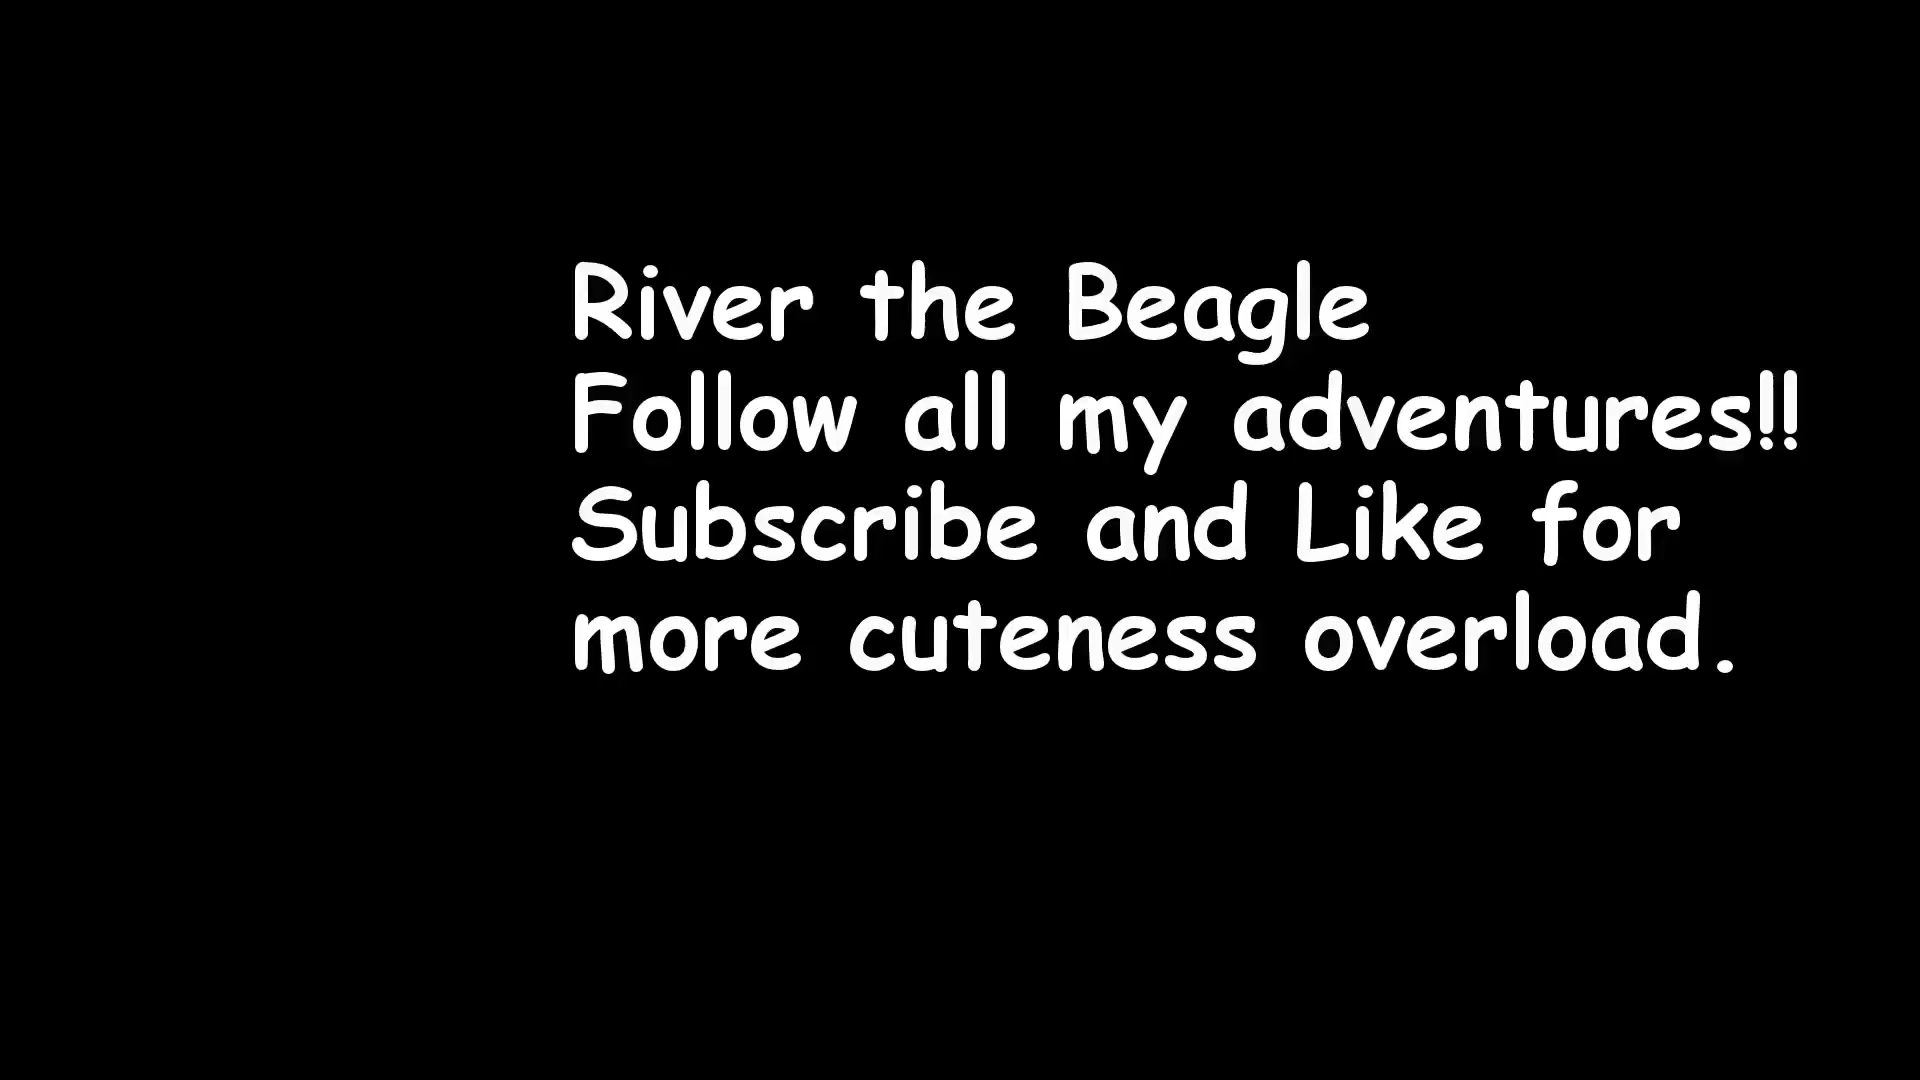 River the Beagle
Follow all my adventures!!
Subscribe and Like for
more cuteness overload.